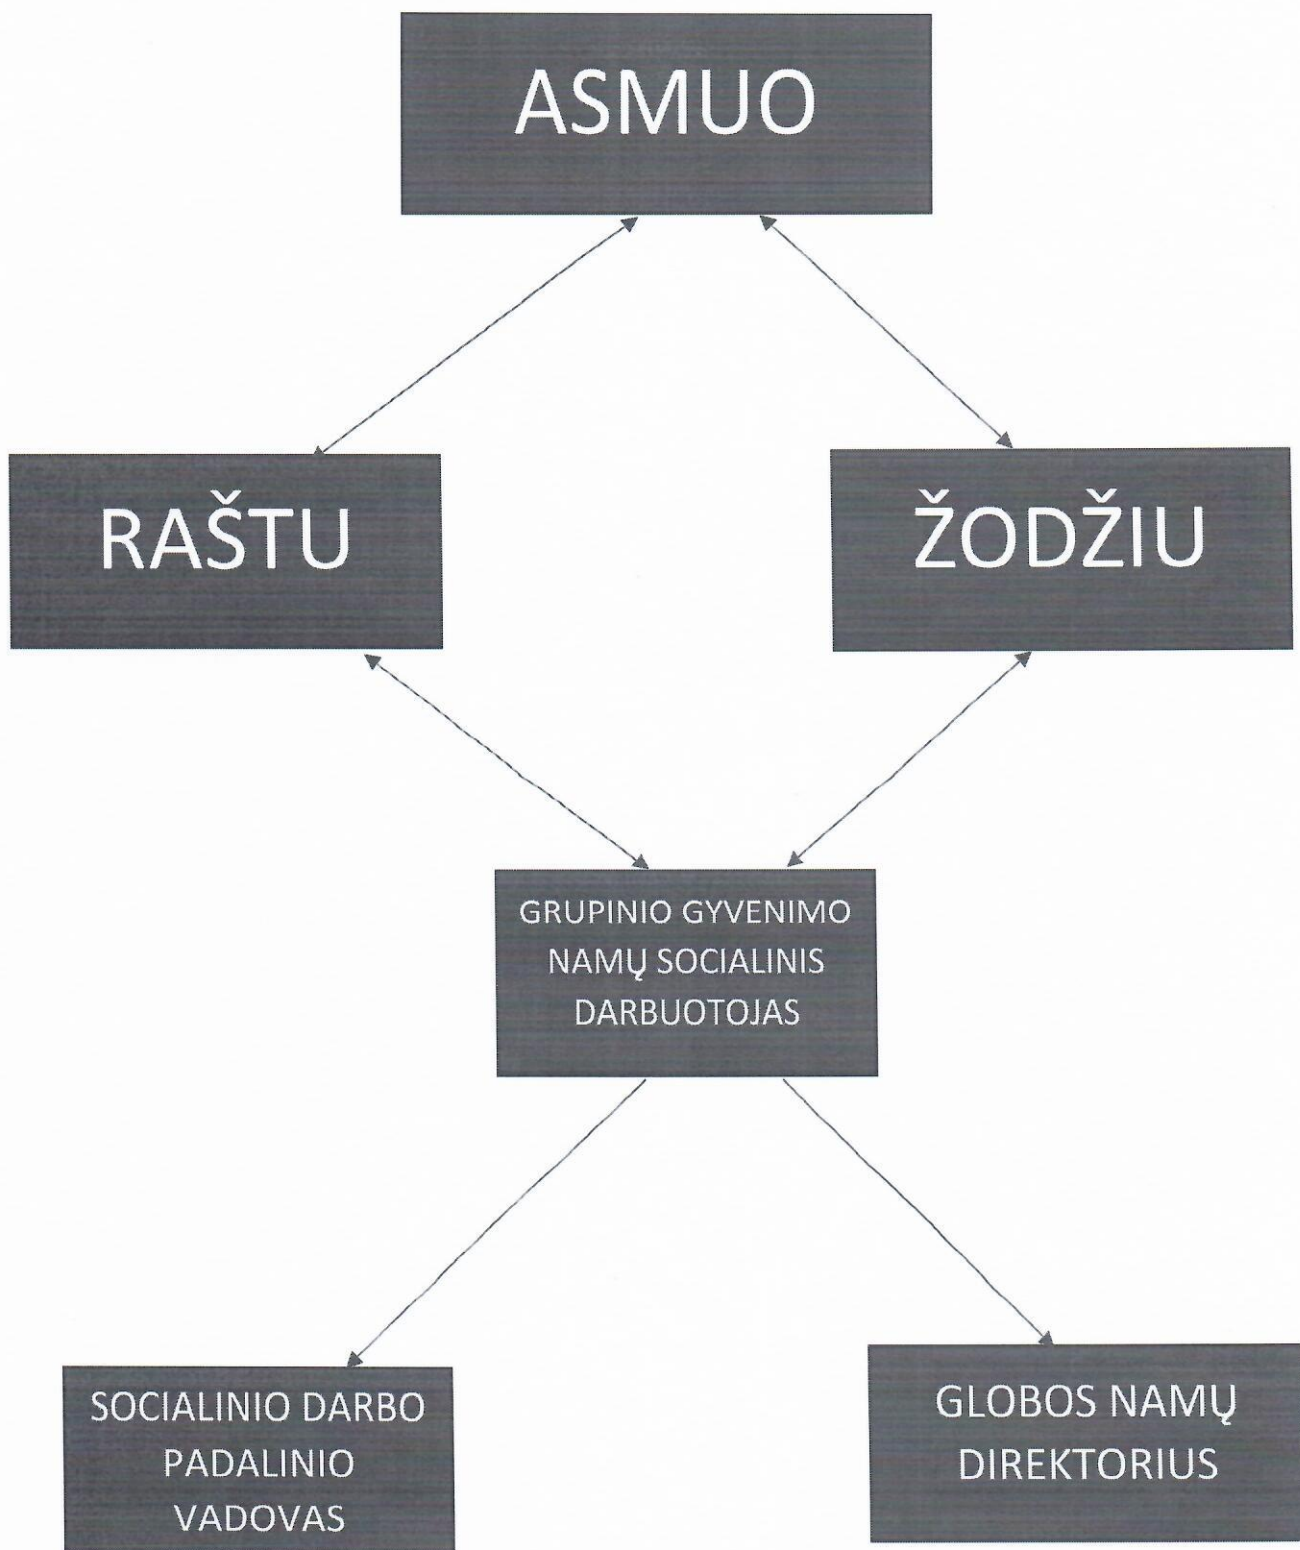 ASMUO
RAŠTU
ŽODŽIU
GRUPINIO GYVENIMO
NAMŲ SOCIALINIS
DARBUOTOJAS
SOCIALINIO DARBO
PADALINIO
VADOVAS
GLOBOS NAMŲ
DIREKTORIUS